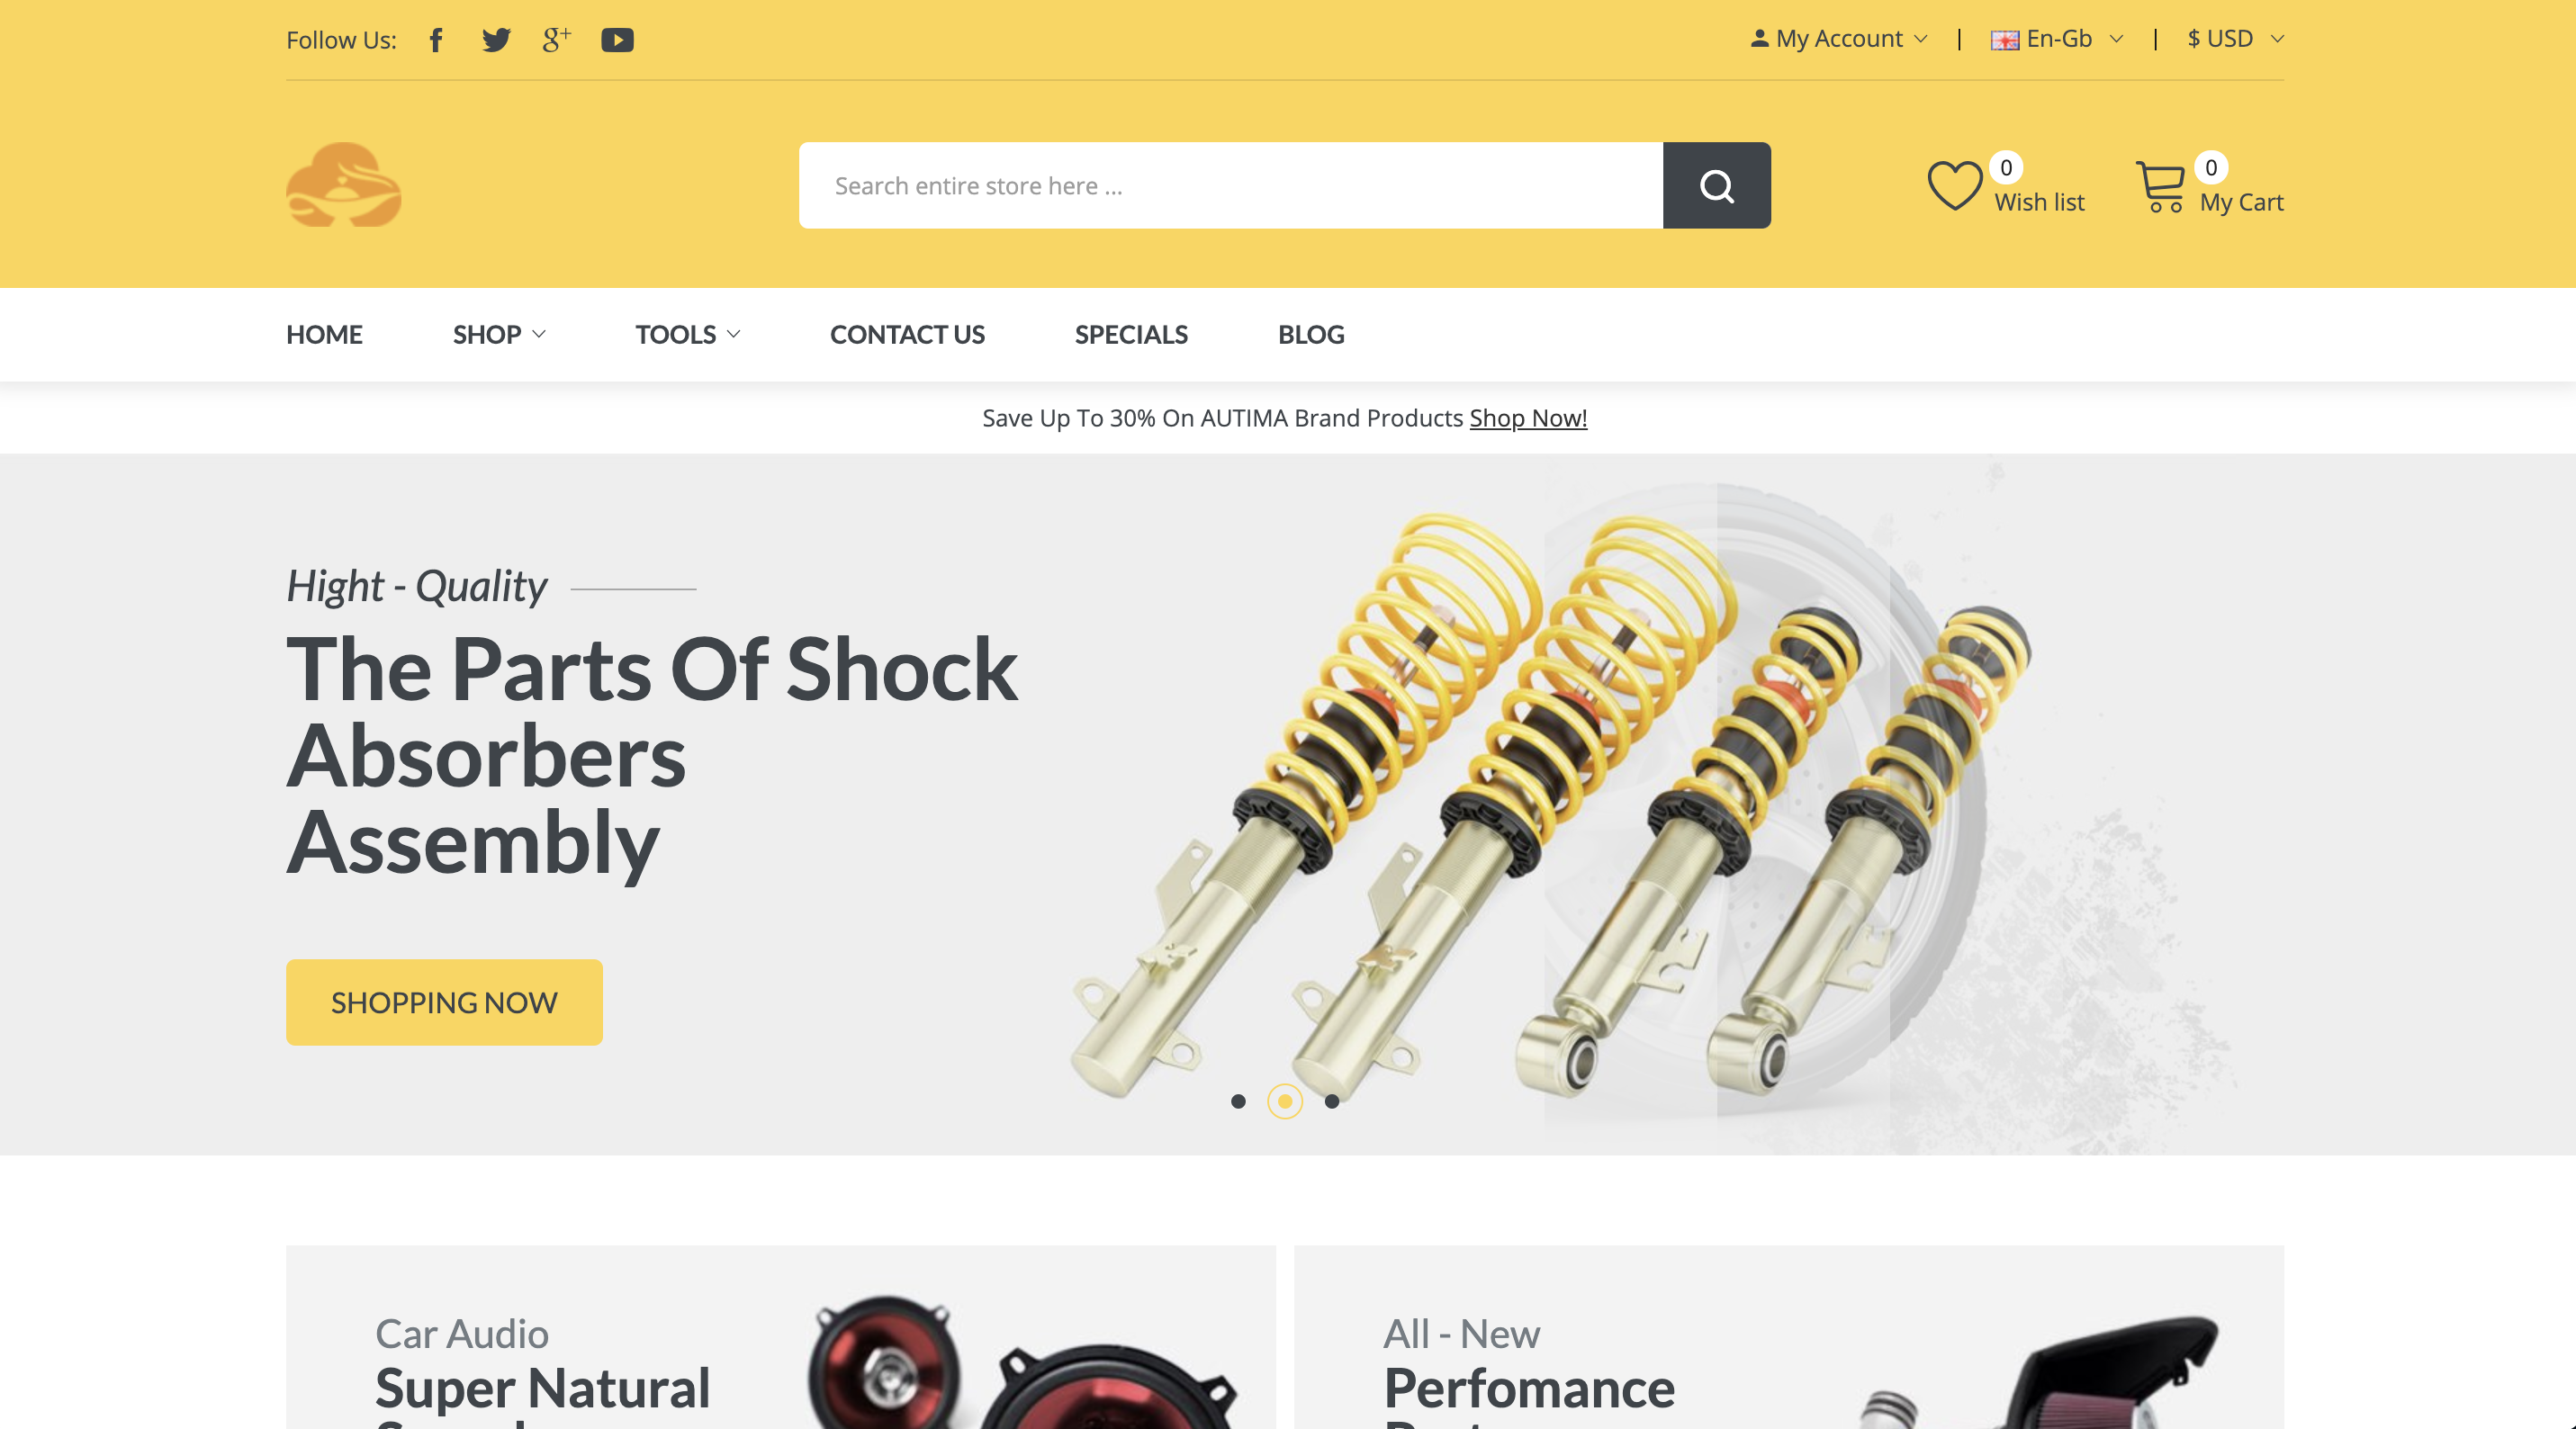 Follow Us:
My Account | En-Gb | $ USD
Search entire store here ...
0
Wish list
0
My Cart
HOME SHOP TOOLS CONTACT US SPECIALS BLOG
Save Up To 30% On AUTIMA Brand Products Shop Now!
Hight - Quality
The Parts Of Shock
Absorbers
Assembly
SHOPPING NOW
Car Audio
Super Natural
All - New
Perfomance